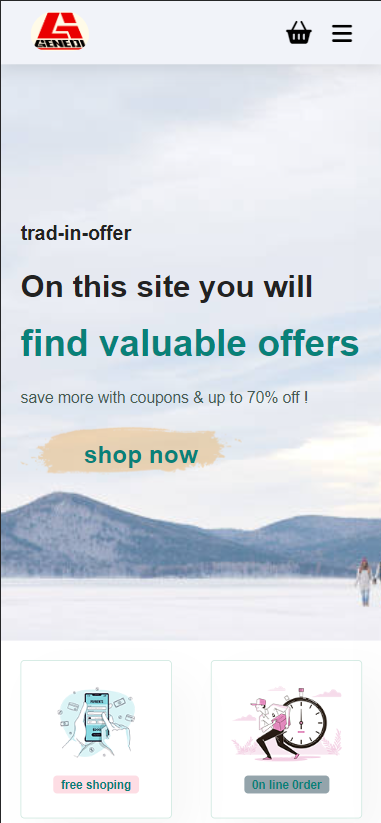 GENEDI
trad-in-offer
On this site you will
find valuable offers
save more with coupons & up to 70% off !
shop now
free shoping
0n line 0rder